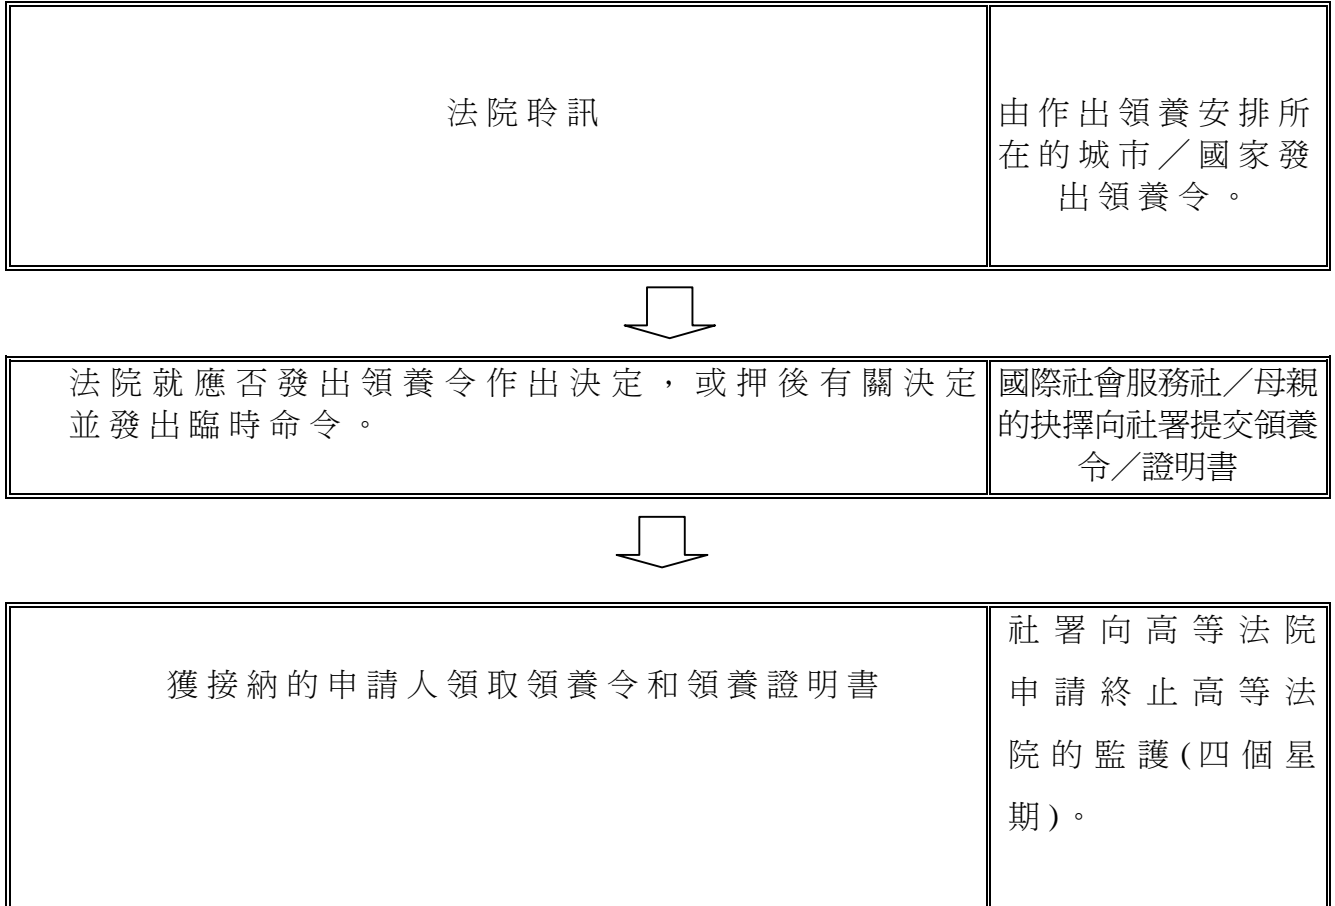 法院聆訊
由作出領養安排所
在的城市／國家發
出領養令。
法院就應否發出領養令作出決定，或押後有關決定
並發出臨時命令。
國際社會服務社／母親
的抉擇向社署提交領養
令／證明書
獲接納的申請人領取領養令和領養證明書
社署向高等法院
申請終止高等法
院的監護(四個星
期)。